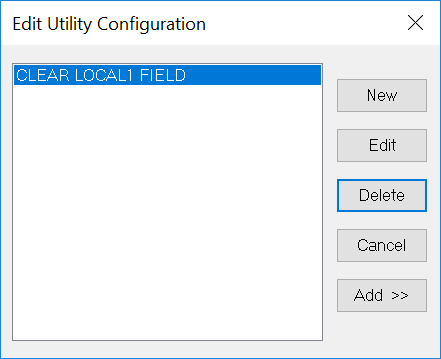 Edit Utility Configuration
CLEAR LOCAL1 FIELD
New
Edit
Delete
Cancel
Add >>